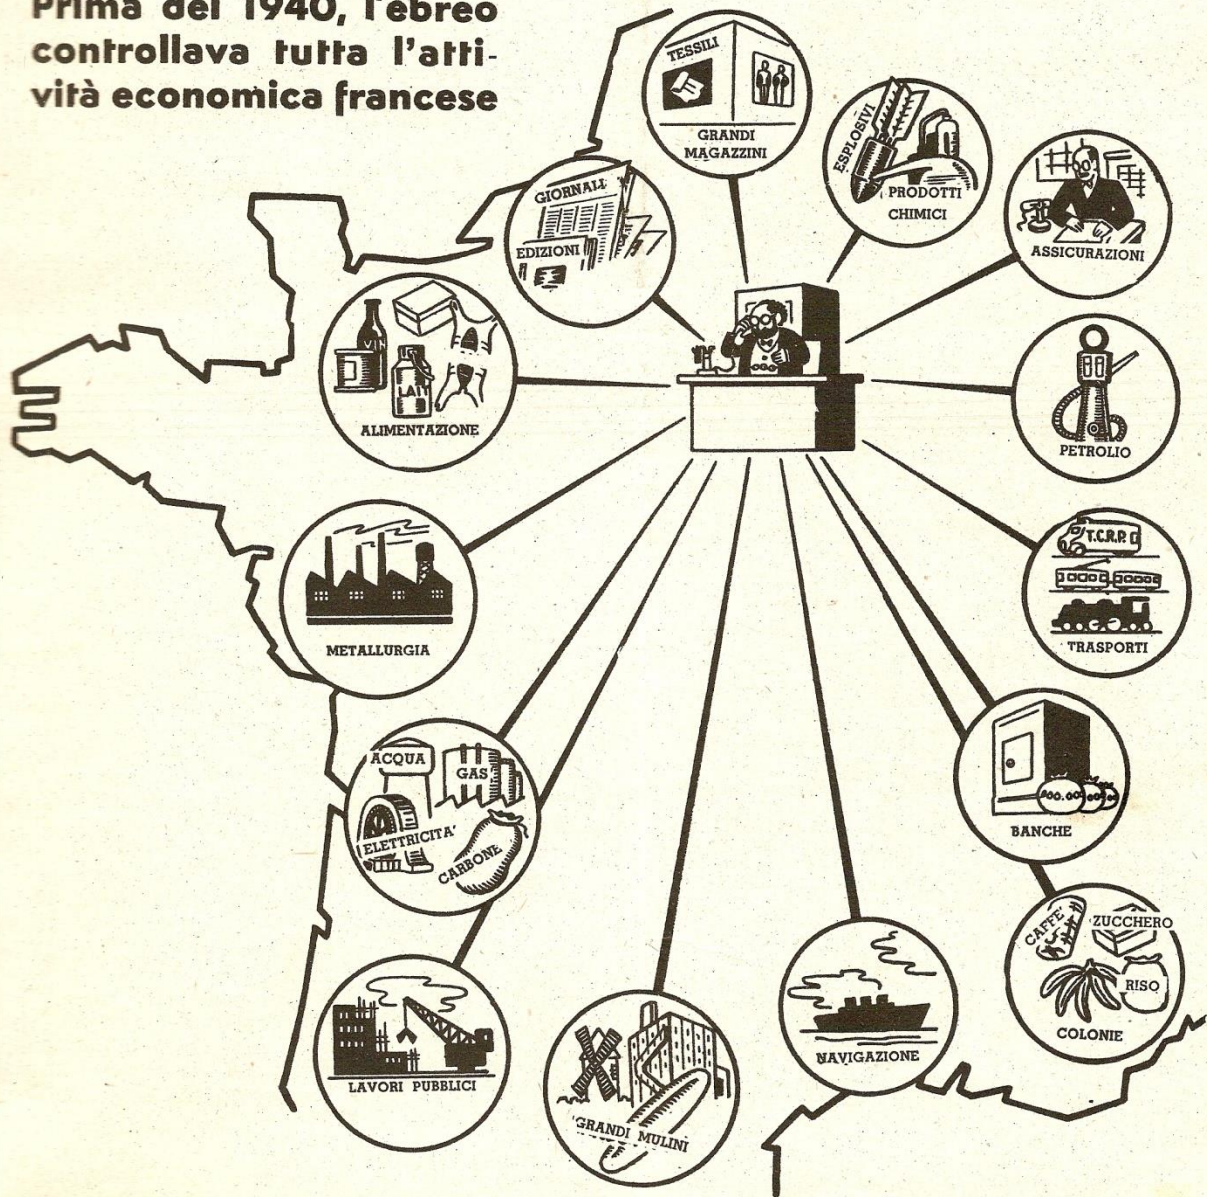 Prima del 1940, l'ebreo
controllava tutta l'atti-
vità economica francese
TESSILI
GRANDI
MAGAZZINI
ESPLOSIVI
PRODOTTI
CHIMICI
GIORNALI
EDIZIONI
ASSICURAZIONI
VIN
LAIT
ALIMENTAZIONE
PETROLIO
METALLURGIA
T.C.R.P.
TRASPORTI
ACQUA
GAS
ELETTRICITA'
CARBONE
BANCHE
CAFFE'
ZUCCHERO
RISO
COLONIE
LAVORI PUBBLICI
GRANDI MULINI
NAVIGAZIONE